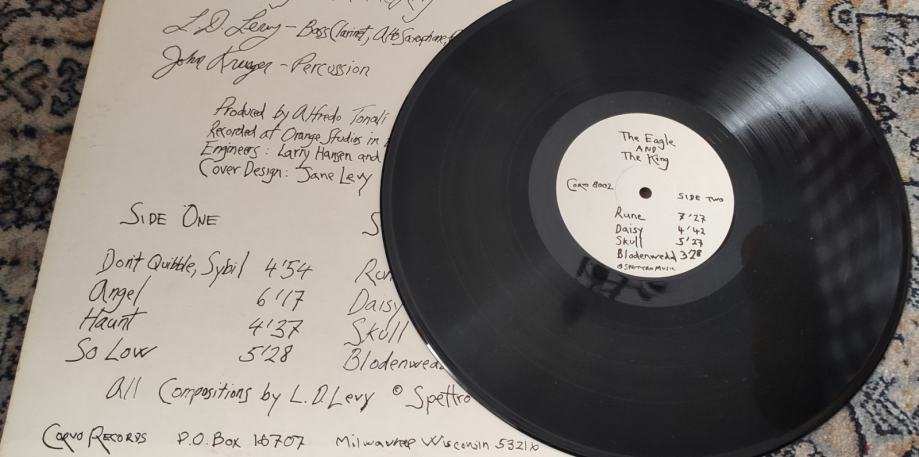 L.D. Levy – Bass Clarinet, Alto Saxophone,
John Krueger – Percussion
Produced by Alfredo Tonali
Recorded at Orange Studios in
Engineers: Larry Hansen and
Cover Design: Jane Levy
SIDE ONE
S
Don't Quibble, Sybil 4'54
Angel 6'17
Haunt 4'37
So Low 5'28
Run
Daisy
Skull
Blodenwed
All Compositions by L.D. Levy © Spettro
CORVO RECORDS P.O. Box 16707 Milwaukee Wisconsin 53216
The Eagle
AND
The King
Corvo 8002
SIDE TWO
Rune 7'27
Daisy 4'42
Skull 5'27
Blodenwedd 3'28
© SPETTRO MUSIC